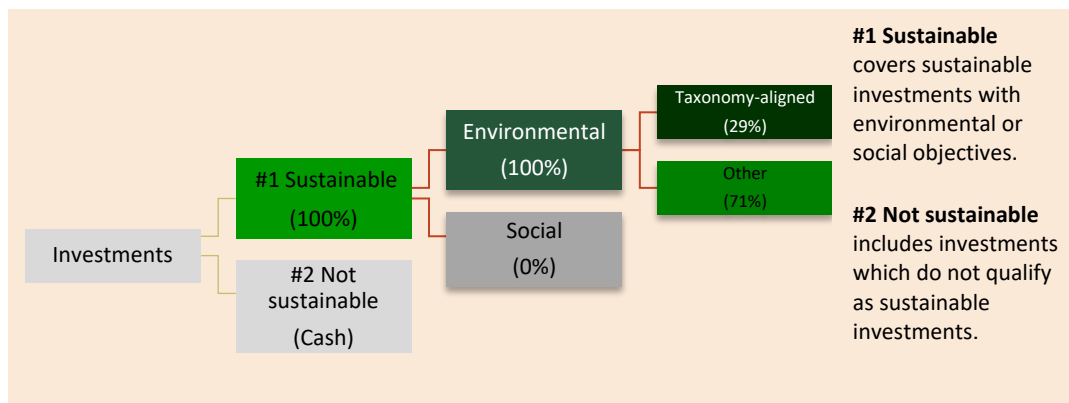 Investments
#1 Sustainable
(100%)
#2 Not
sustainable
(Cash)
Environmental
(100%)
Social
(0%)
Taxonomy-aligned
(29%)
Other
(71%)
#1 Sustainable
covers sustainable
investments with
environmental or
social objectives.
#2 Not sustainable
includes investments
which do not qualify
as sustainable
investments.